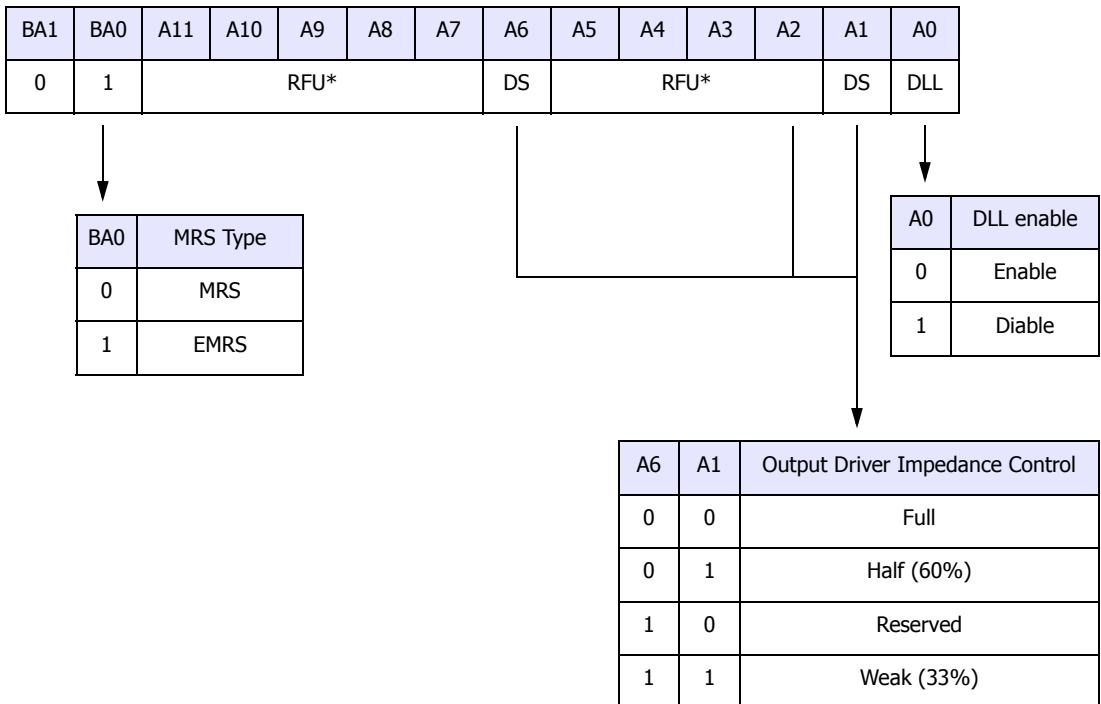 BA1 BA0 A11 A10 A9 A8 A7 A6 A5 A4 A3 A2 A1 A0
0 1 RFU* DS RFU* DS DLL
BA0 MRS Type
0 MRS
1 EMRS
A0 DLL enable
0 Enable
1 Diable
A6 A1 Output Driver Impedance Control
0 0 Full
0 1 Half (60%)
1 0 Reserved
1 1 Weak (33%)